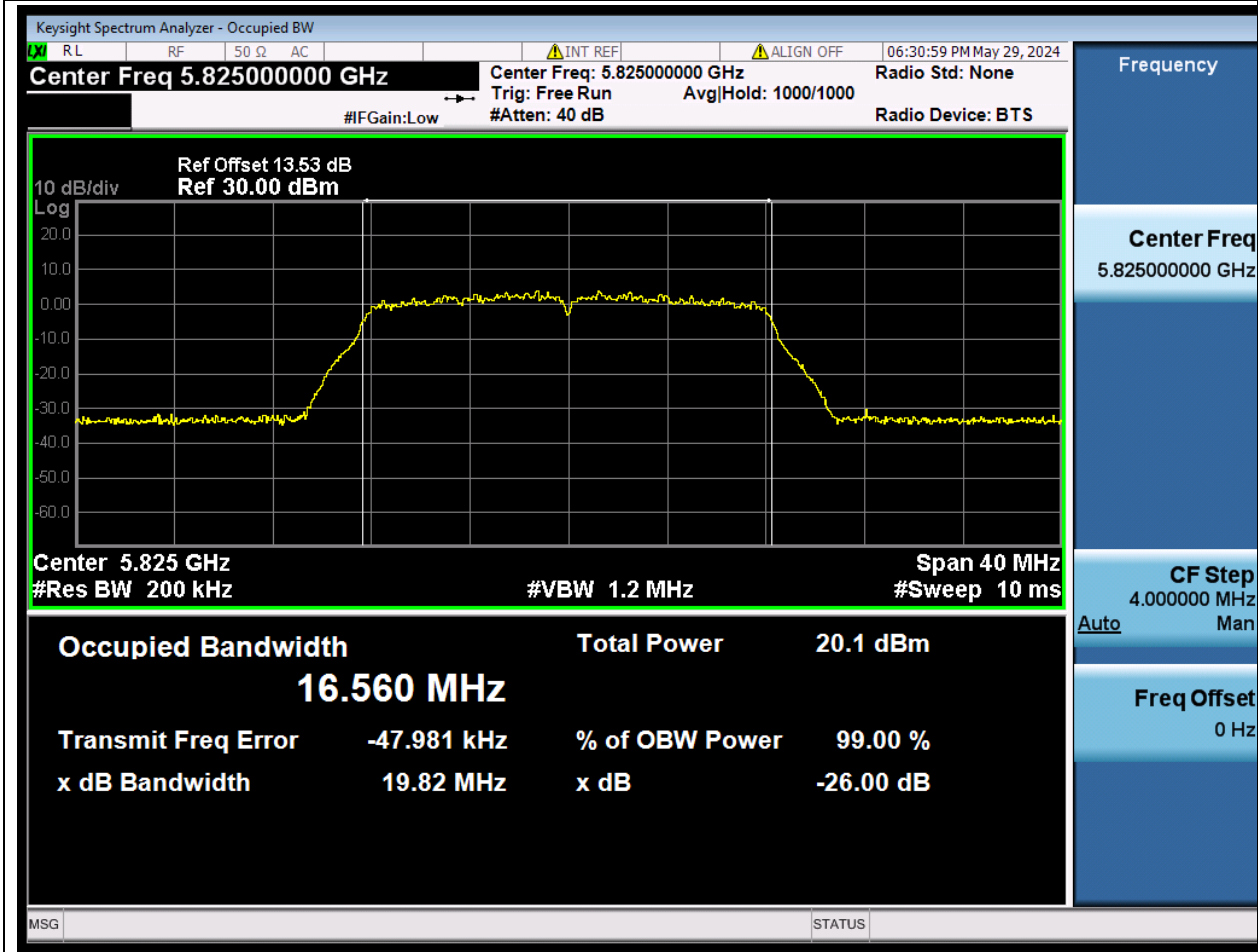 Keysight Spectrum Analyzer - Occupied BW
LXI RL RF 50 Ω AC INT REF ALIGN OFF 06:30:59 PM May 29, 2024
Center Freq 5.825000000 GHz
Center Freq: 5.825000000 GHz
Radio Std: None
Trig: Free Run Avg|Hold: 1000/1000
#IFGain:Low
#Atten: 40 dB
Radio Device: BTS
Ref Offset 13.53 dB
10 dB/div Ref 30.00 dBm
Log
20.0
10.0
0.00
-10.0
-20.0
-30.0
-40.0
-50.0
-60.0
Center 5.825 GHz Span 40 MHz
#Res BW 200 kHz #VBW 1.2 MHz #Sweep 10 ms
Occupied Bandwidth Total Power 20.1 dBm
16.560 MHz
Transmit Freq Error -47.981 kHz % of OBW Power 99.00 %
x dB Bandwidth 19.82 MHz x dB -26.00 dB
MSG STATUS
Frequency
Center Freq
5.825000000 GHz
CF Step
4.000000 MHz
Auto Man
Freq Offset
0 Hz